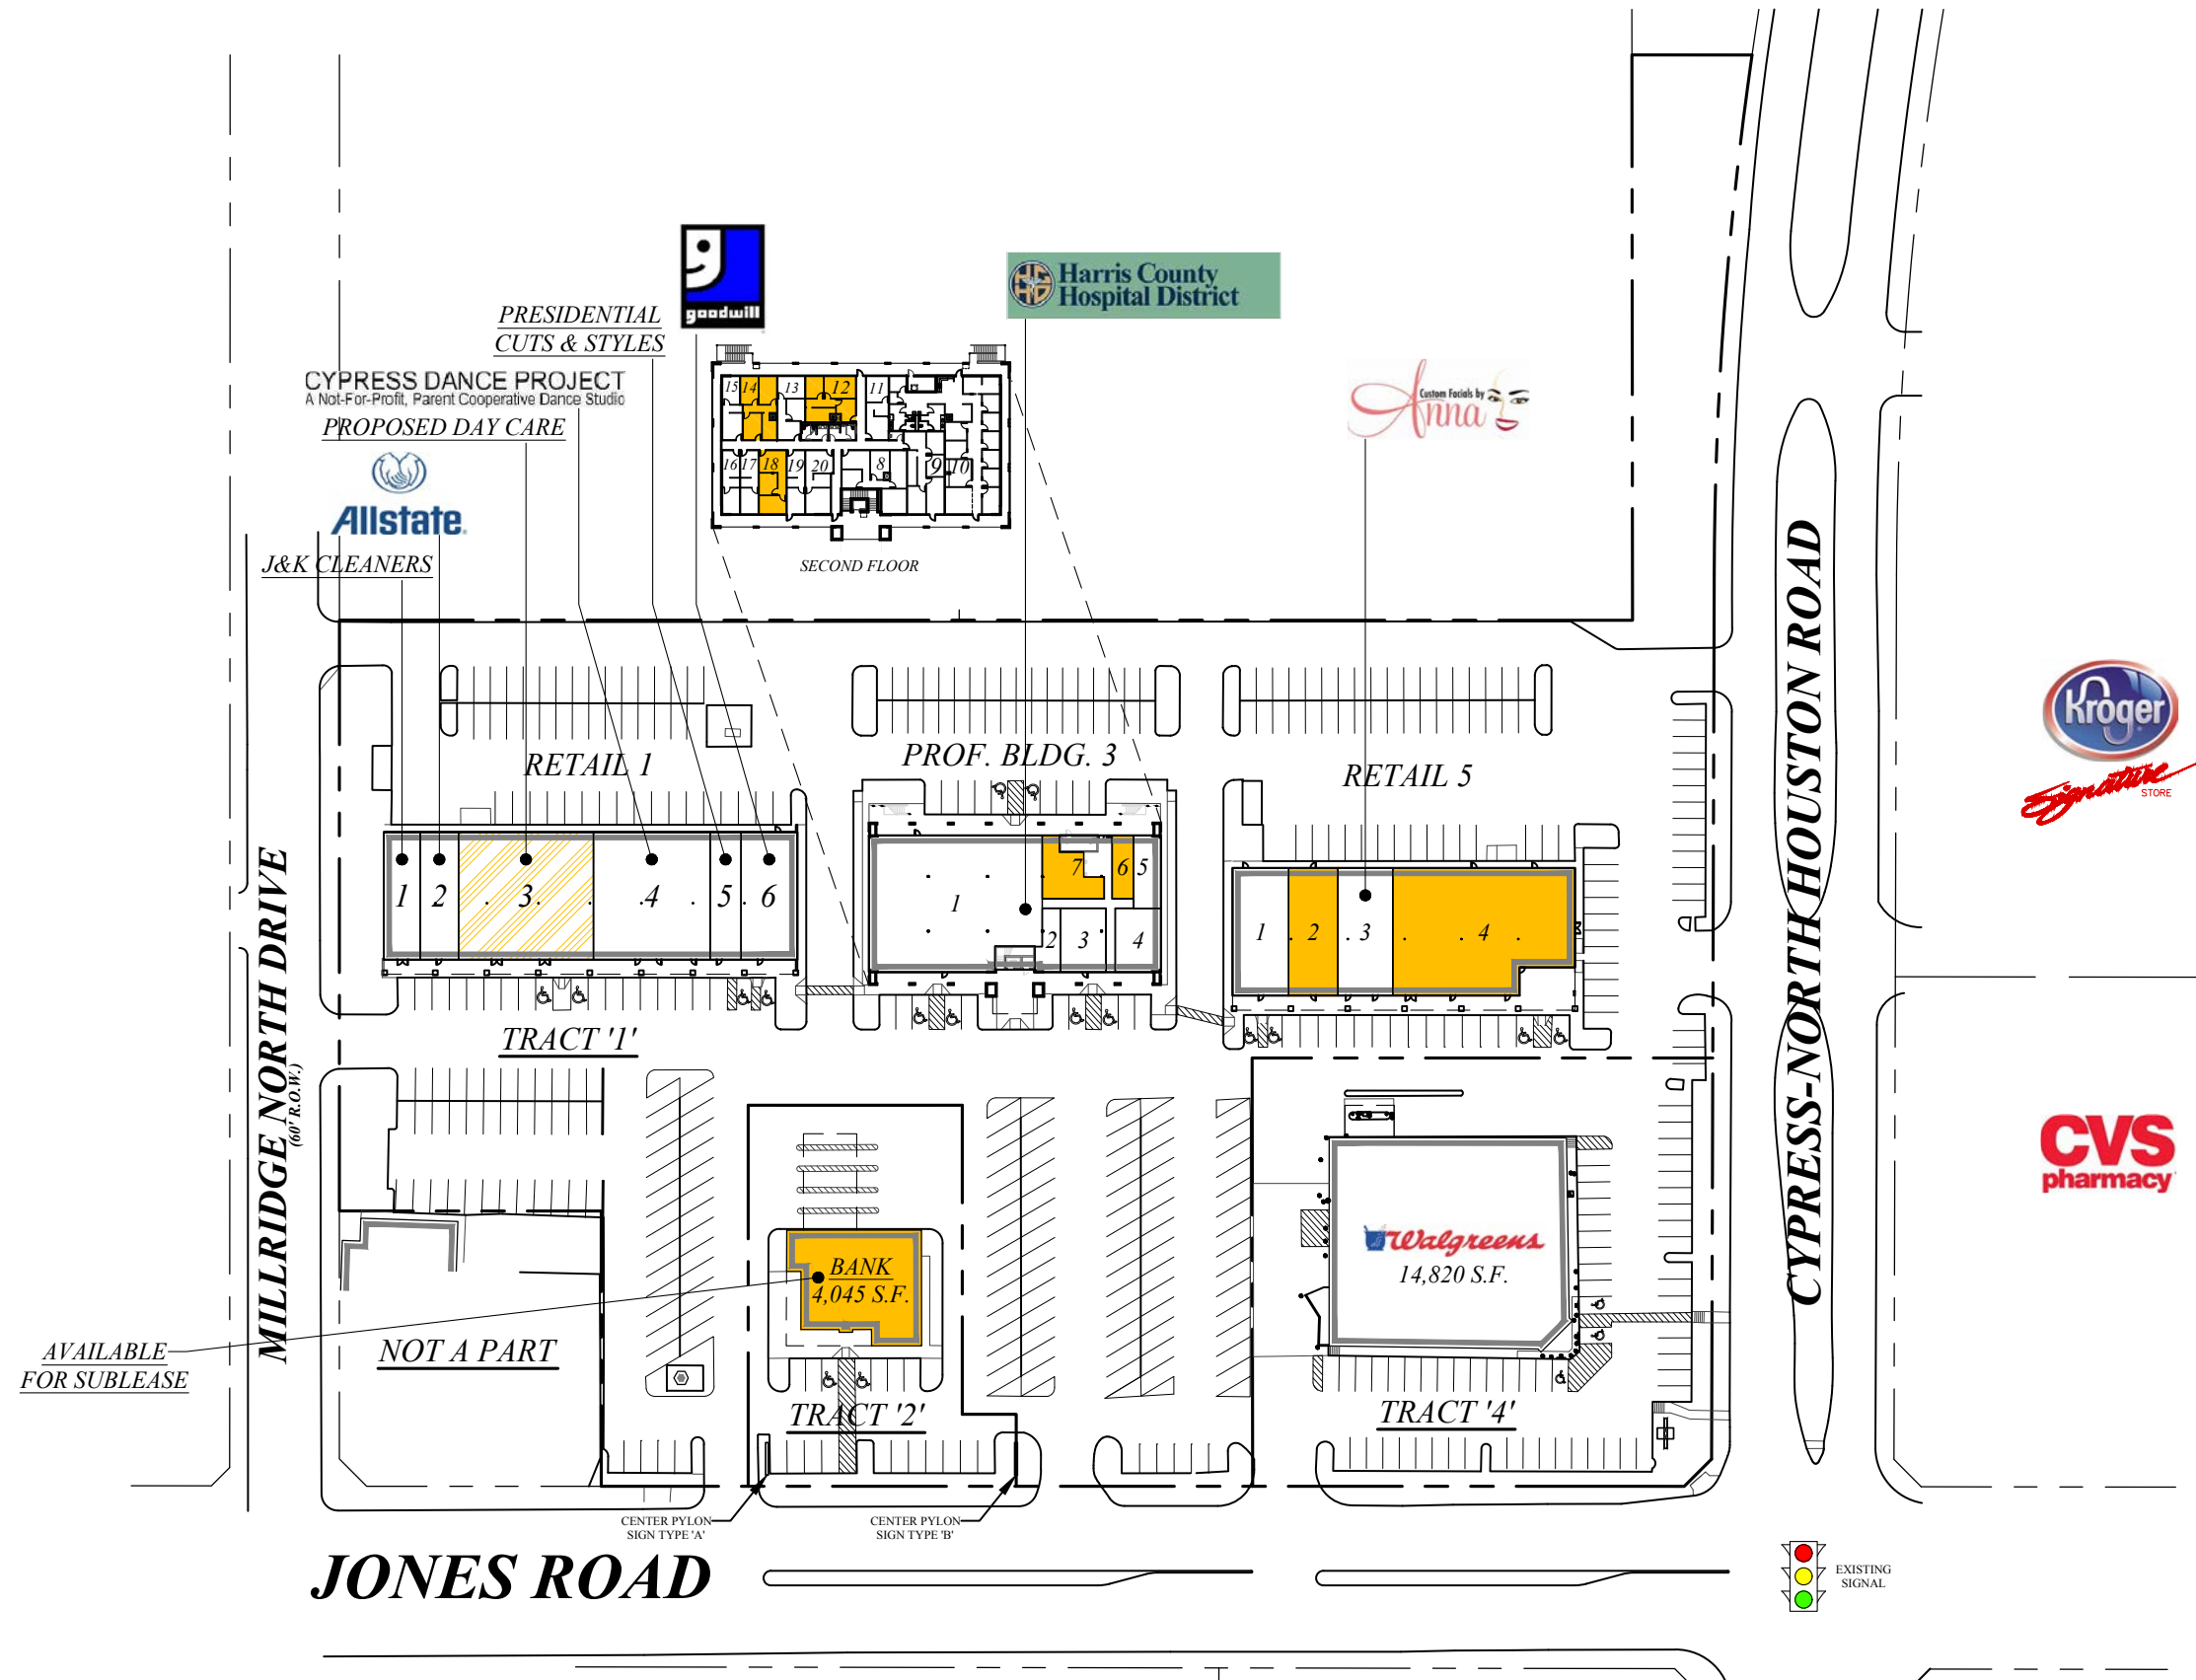 goodwill
Harris County
Hospital District
PRESIDENTIAL
CUTS & STYLES
CYPRESS DANCE PROJECT
A Not-For-Profit, Parent Cooperative Dance Studio
PROPOSED DAY CARE
Allstate.
J&K CLEANERS
Custom Facials by
Anna
15
14
13
12
11
16
17
18
19
20
8
9
10
SECOND FLOOR
RETAIL 1
PROF. BLDG. 3
RETAIL 5
1
2
3
4
5
6
1
2
3
4
5
6
7
1
2
3
4
Kroger
Signature
STORE
TRACT '1'
MILLRIDGE NORTH DRIVE
(60' R.O.W.)
CYPRESS-NORTH HOUSTON ROAD
CVS
pharmacy
BANK
4,045 S.F.
Walgreens
14,820 S.F.
AVAILABLE
FOR SUBLEASE
NOT A PART
TRACT '2'
TRACT '4'
CENTER PYLON
SIGN TYPE 'A'
CENTER PYLON
SIGN TYPE 'B'
JONES ROAD
EXISTING
SIGNAL